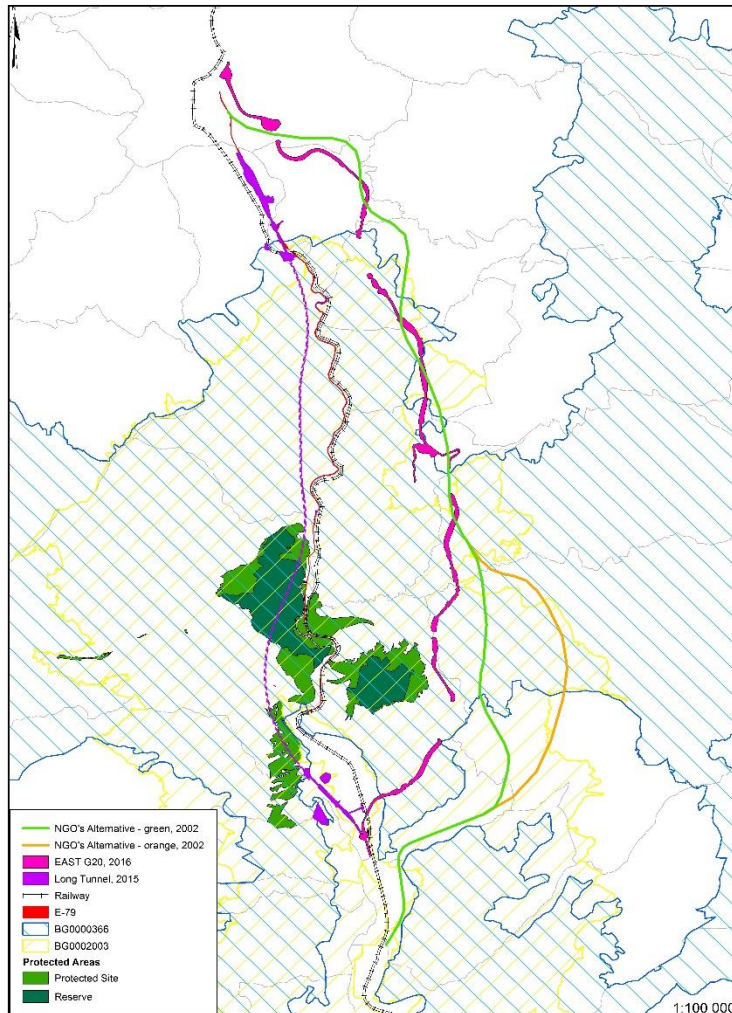 NGO's Alternative - green, 2002
NGO's Alternative - orange, 2002
EAST G20, 2016
Long Tunnel, 2015
Railway
E-79
BG0000366
BG0002003
Protected Areas
Protected Site
Reserve
1:100 000